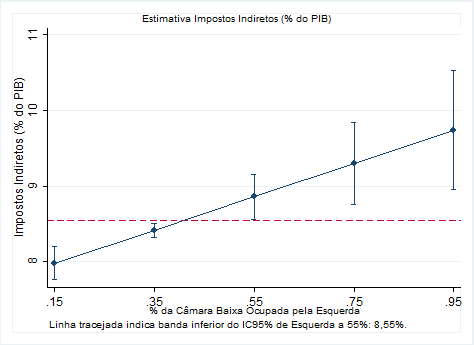 Estimativa Impostos Indiretos (% do PIB)
Impostos Indiretos (% do PIB)
11
10
9
8
.15 .35 .55 .75 .95
% da Câmara Baixa Ocupada pela Esquerda
Linha tracejada indica banda inferior do IC95% de Esquerda a 55%: 8,55%.